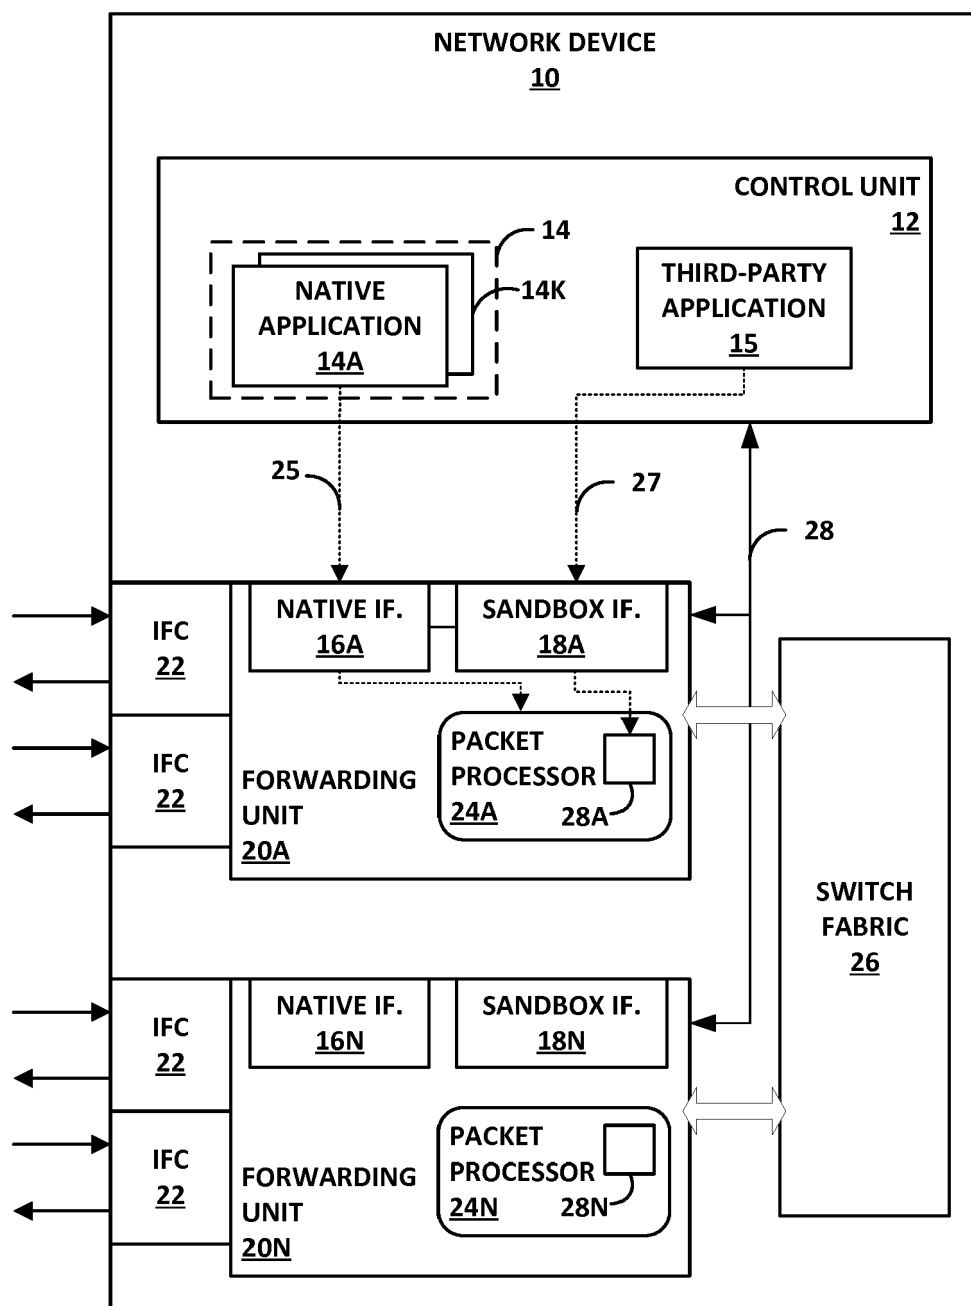 NETWORK DEVICE
10
CONTROL UNIT
12
14
14K
NATIVE
APPLICATION
14A
THIRD-PARTY
APPLICATION
15
25
27
28
IFC
22
NATIVE IF.
16A
SANDBOX IF.
18A
IFC
22
FORWARDING
UNIT
20A
PACKET
PROCESSOR
24A
28A
SWITCH
FABRIC
26
IFC
22
NATIVE IF.
16N
SANDBOX IF.
18N
IFC
22
FORWARDING
UNIT
20N
PACKET
PROCESSOR
24N
28N